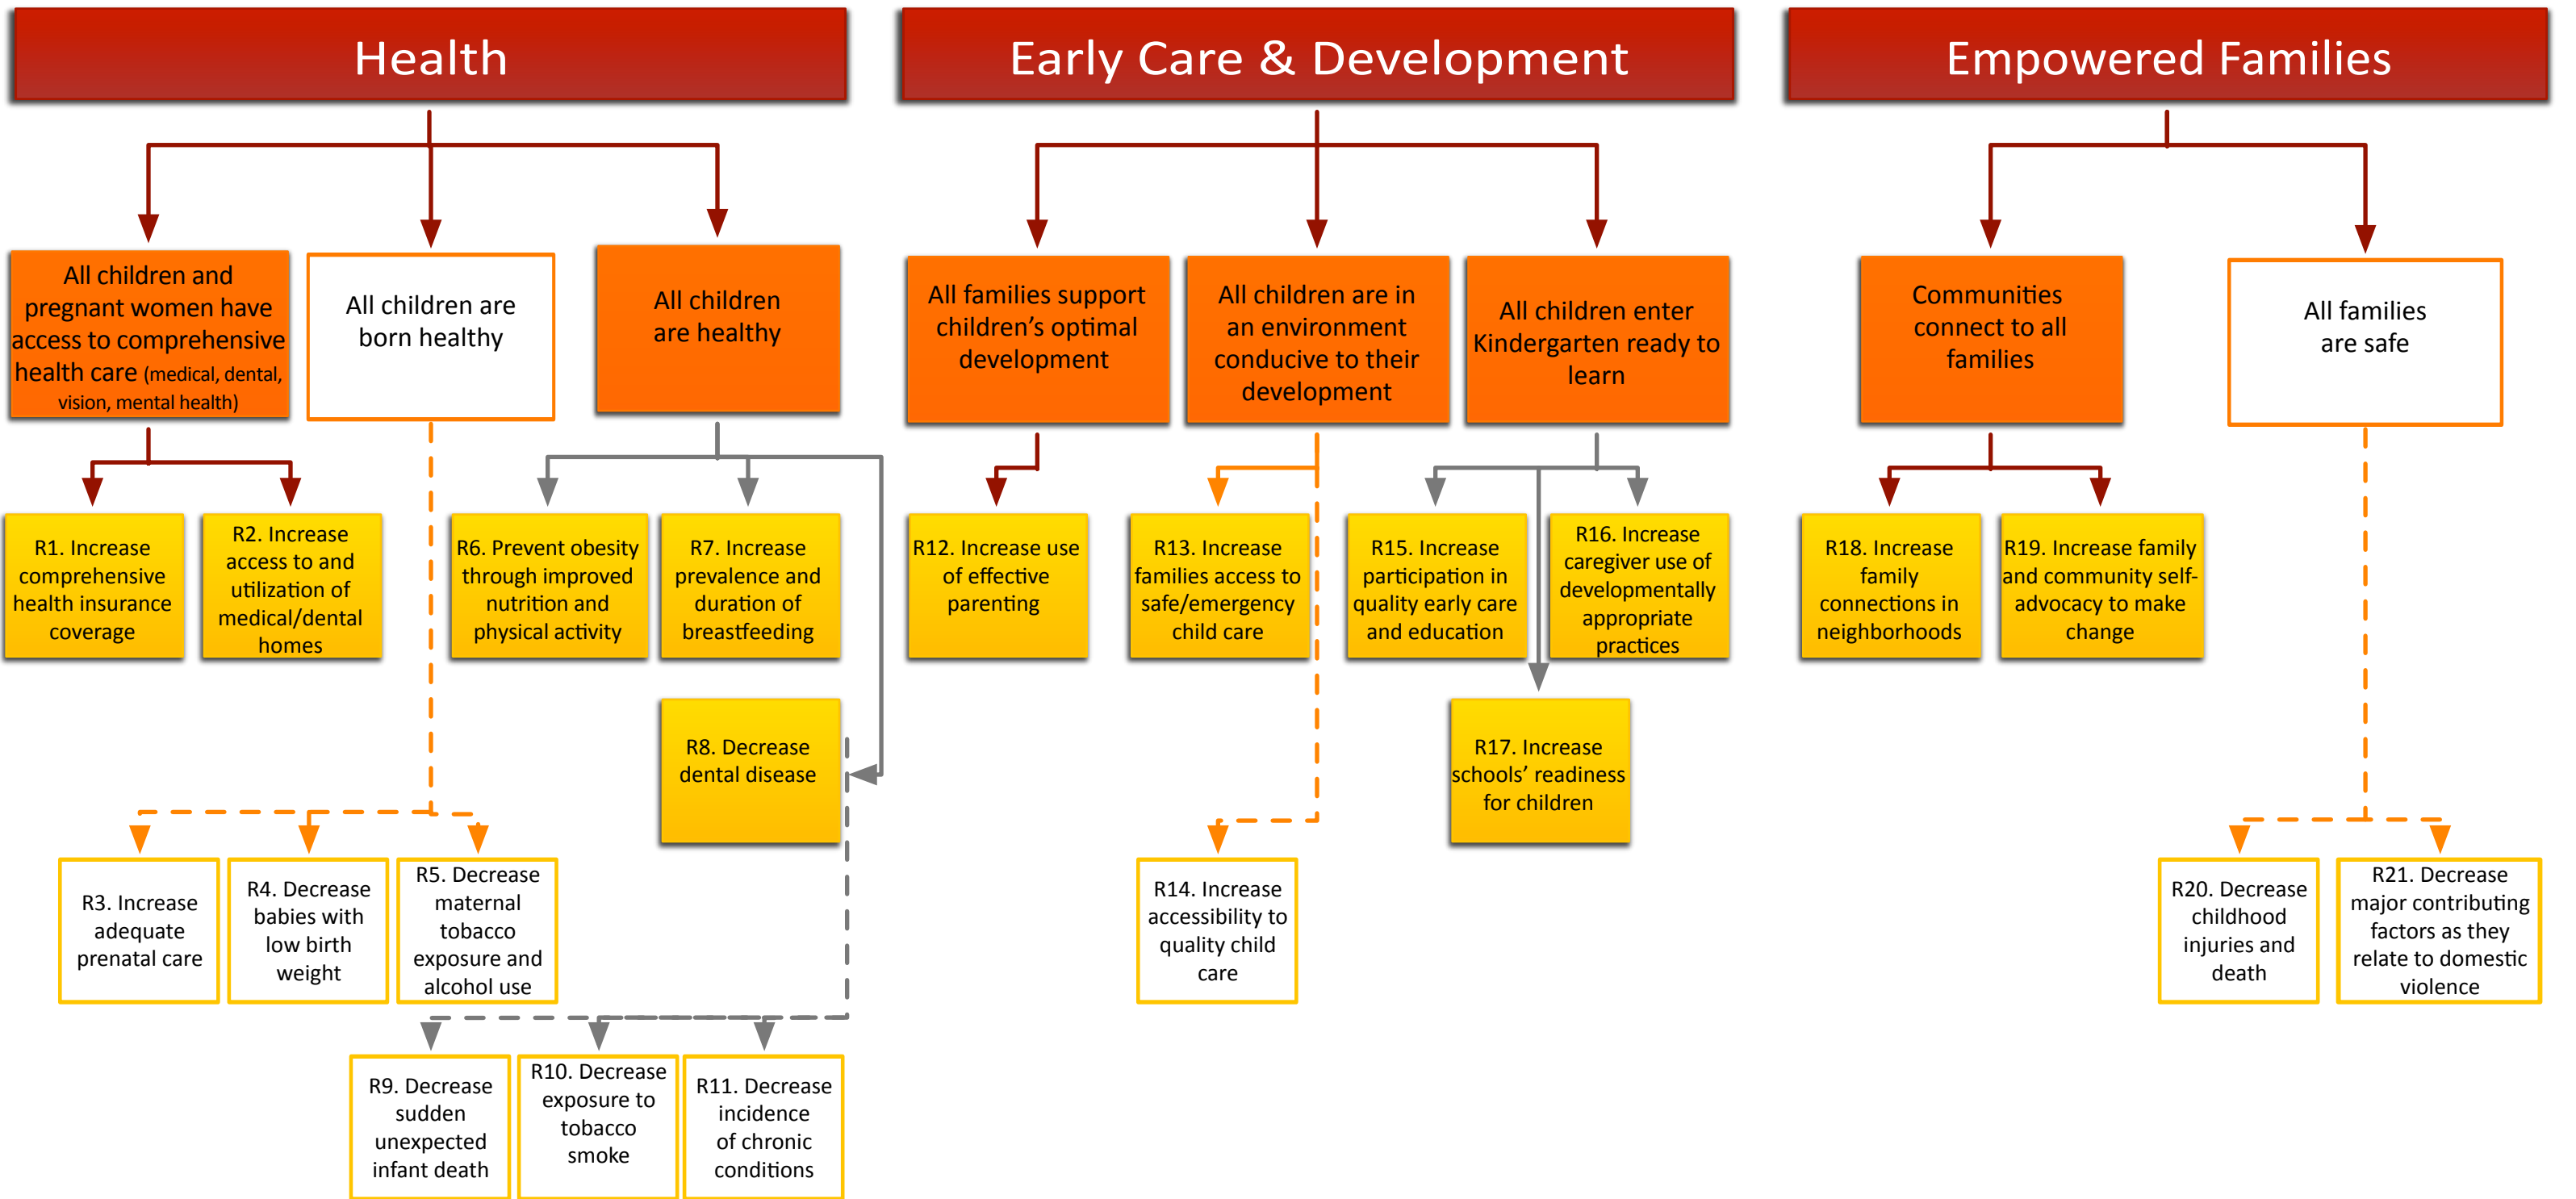 Health
Early Care & Development
Empowered Families
All children and
pregnant women have
access to comprehensive
health care (medical, dental,
vision, mental health)
All children are
born healthy
All children
are healthy
All families support
children’s optimal
development
All children are in
an environment
conducive to their
development
All children enter
Kindergarten ready to
learn
Communities
connect to all
families
All families
are safe
R1. Increase
comprehensive
health insurance
coverage
R2. Increase
access to and
utilization of
medical/dental
homes
R6. Prevent obesity
through improved
nutrition and
physical activity
R7. Increase
prevalence and
duration of
breastfeeding
R12. Increase use
of effective
parenting
R13. Increase
families access to
safe/emergency
child care
R15. Increase
participation in
quality early care
and education
R16. Increase
caregiver use of
developmentally
appropriate
practices
R18. Increase
family
connections in
neighborhoods
R19. Increase family
and community self-
advocacy to make
change
R8. Decrease
dental disease
R17. Increase
schools’ readiness
for children
R3. Increase
adequate
prenatal care
R4. Decrease
babies with
low birth
weight
R5. Decrease
maternal
tobacco
exposure and
alcohol use
R14. Increase
accessibility to
quality child
care
R20. Decrease
childhood
injuries and
death
R21. Decrease
major contributing
factors as they
relate to domestic
violence
R9. Decrease
sudden
unexpected
infant death
R10. Decrease
exposure to
tobacco
smoke
R11. Decrease
incidence
of chronic
conditions